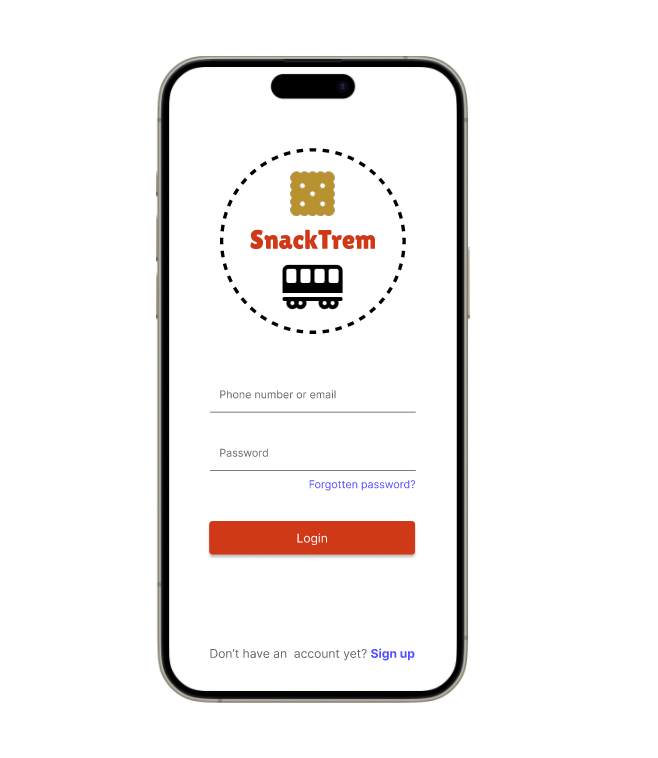 SnackTrem
Phone number or email
Password
Forgotten password?
Login
Don't have an  account yet? Sign up